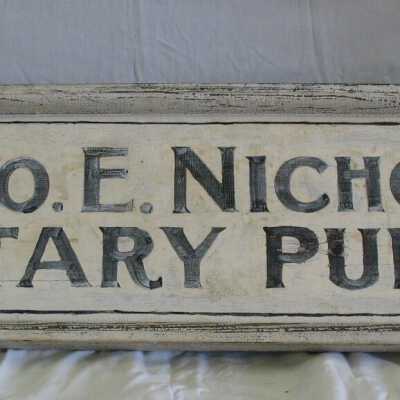 O. E. NICHO
TARY PU